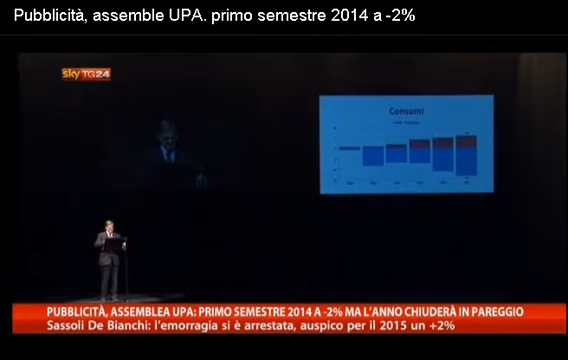 Pubblicità, assemble UPA. primo semestre 2014 a -2%
sky TG24
Consumi
PUBBLICITÀ, ASSEMBLEA UPA: PRIMO SEMESTRE 2014 A -2% MA L'ANNO CHIUDERÀ IN PAREGGIO
Sassoli De Bianchi: l'emorragia si è arrestata, auspico per il 2015 un +2%